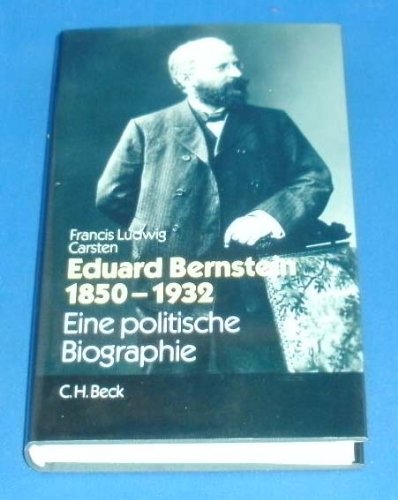 Francis Ludwig
Carsten
Eduard Bernstein
1850 – 1932
Eine politische
Biographie
C.H. Beck